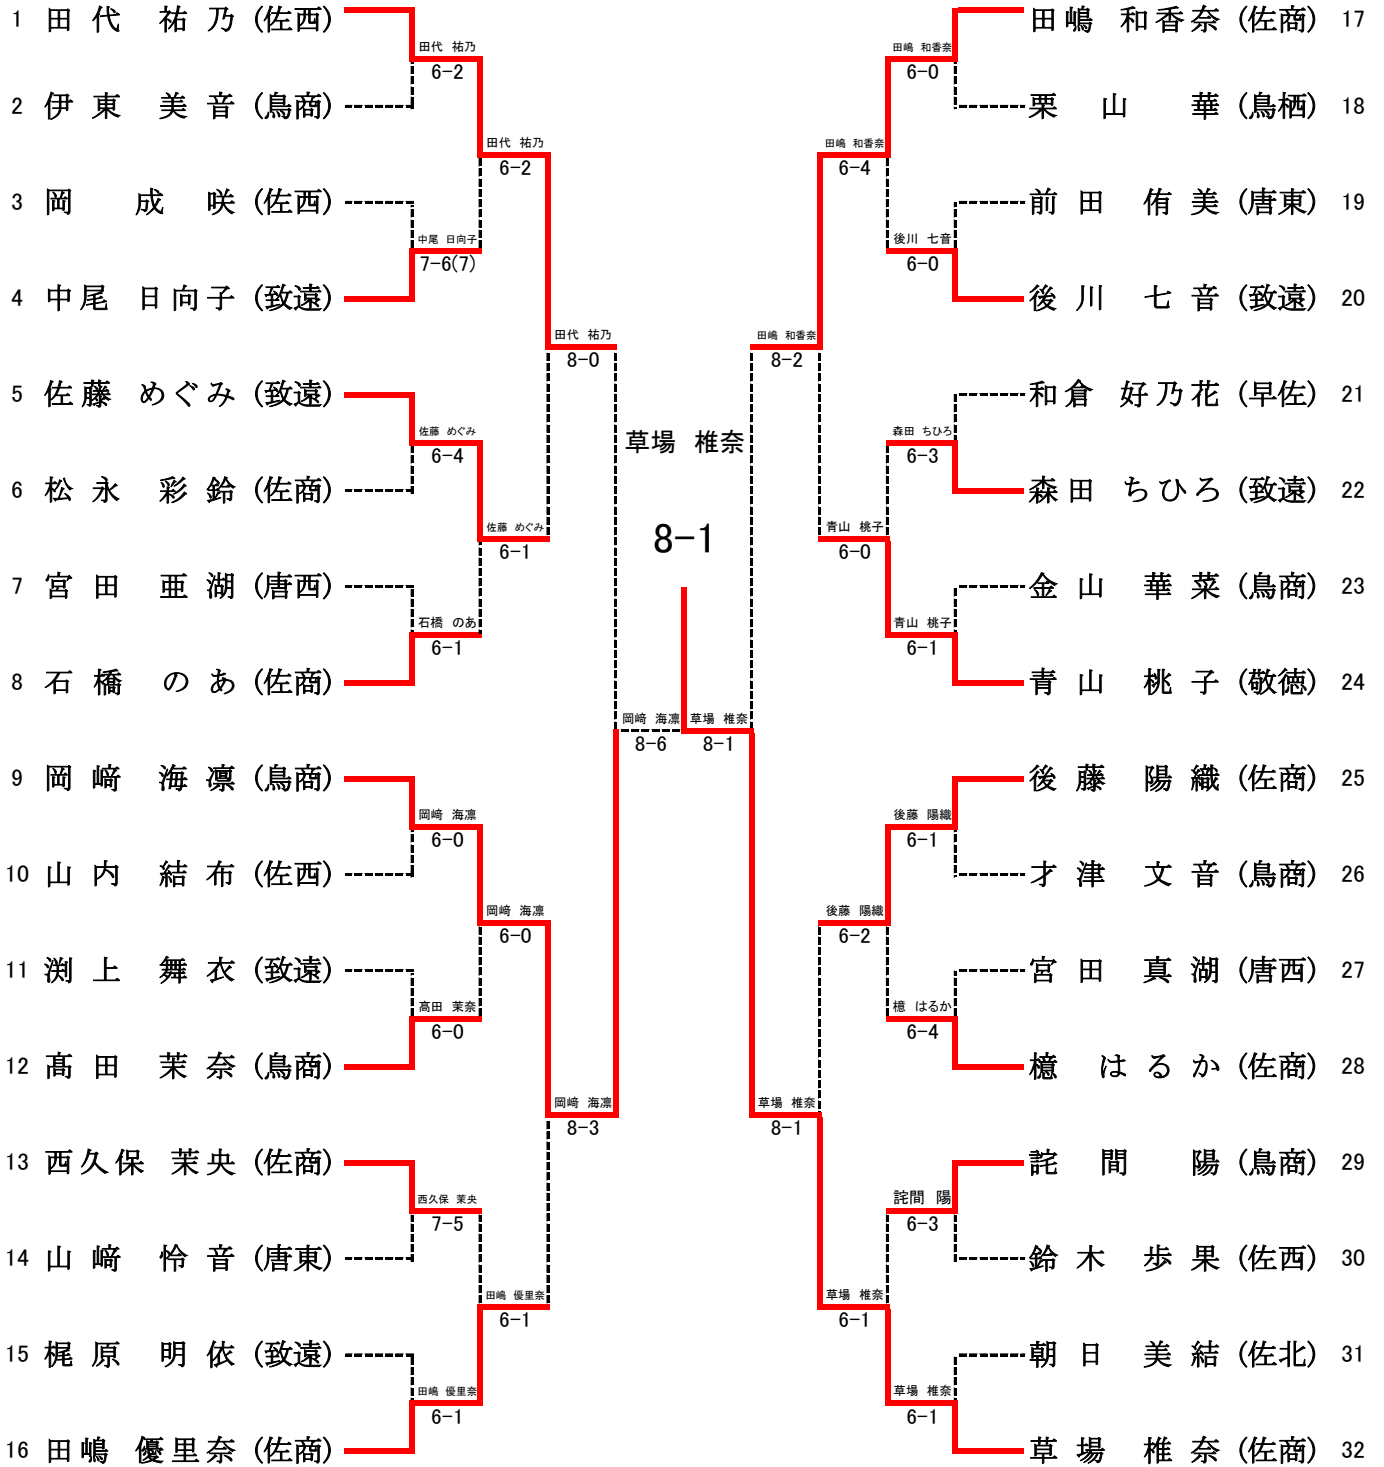 1 田代 祐乃 (佐西)
2 伊東 美音 (鳥商)
3 岡 成咲 (佐西)
4 中尾 日向子 (致遠)
5 佐藤 めぐみ (致遠)
6 松永 彩鈴 (佐商)
7 宮田 亜湖 (唐西)
8 石橋 のあ (佐商)
9 岡﨑 海凛 (鳥商)
10 山内 結布 (佐西)
11 渕上 舞衣 (致遠)
12 髙田 茉奈 (鳥商)
13 西久保 茉央 (佐商)
14 山﨑 怜音 (唐東)
15 梶原 明依 (致遠)
16 田嶋 優里奈 (佐商)
田代 祐乃
6-2
中尾 日向子
7-6(7)
佐藤 めぐみ
6-4
石橋 のあ
6-1
岡﨑 海凛
6-0
髙田 茉奈
6-0
西久保 茉央
7-5
田嶋 優里奈
6-1
田代 祐乃
6-2
佐藤 めぐみ
6-1
岡﨑 海凛
6-0
田嶋 優里奈
6-1
田代 祐乃
8-0
岡﨑 海凛
8-3
岡﨑 海凛
8-6
草場 椎奈
8-1
草場 椎奈
8-1
田嶋 和香奈
8-2
草場 椎奈
8-1
田嶋 和香奈
6-4
青山 桃子
6-0
後藤 陽織
6-2
草場 椎奈
6-1
田嶋 和香奈
6-0
後川 七音
6-0
森田 ちひろ
6-3
青山 桃子
6-1
後藤 陽織
6-1
檍 はるか
6-4
詫間 陽
6-3
草場 椎奈
6-1
田嶋 和香奈 (佐商) 17
栗山 華 (鳥栖) 18
前田 侑美 (唐東) 19
後川 七音 (致遠) 20
和倉 好乃花 (早佐) 21
森田 ちひろ (致遠) 22
金山 華菜 (鳥商) 23
青山 桃子 (敬徳) 24
後藤 陽織 (佐商) 25
才津 文音 (鳥商) 26
宮田 真湖 (唐西) 27
檍 はるか (佐商) 28
詫間 陽 (鳥商) 29
鈴木 歩果 (佐西) 30
朝日 美結 (佐北) 31
草場 椎奈 (佐商) 32